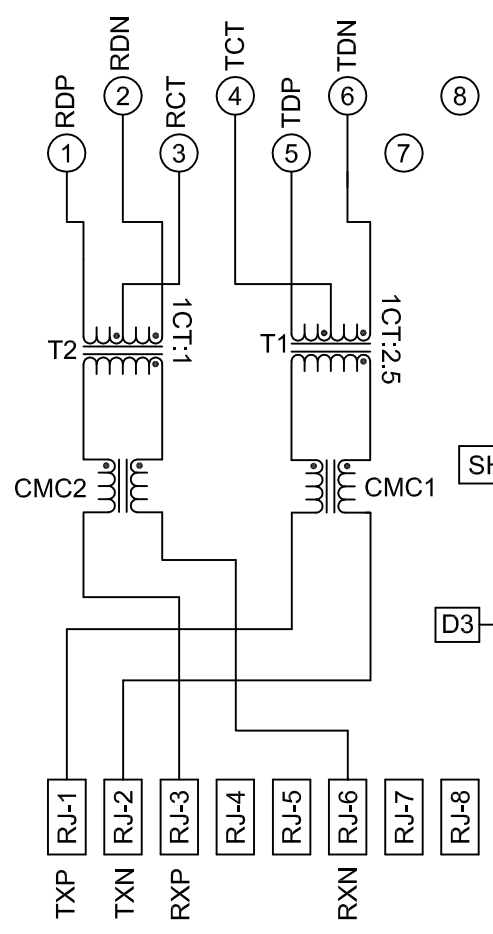 RDP
RDN
RCT
TCT
TDP
TDN
1
2
3
4
5
6
7
8
T2
1CT:1
T1
1CT:2.5
CMC2
CMC1
SH
D3
RJ-1
RJ-2
RJ-3
RJ-4
RJ-5
RJ-6
RJ-7
RJ-8
TXP
TXN
RXP
RXN